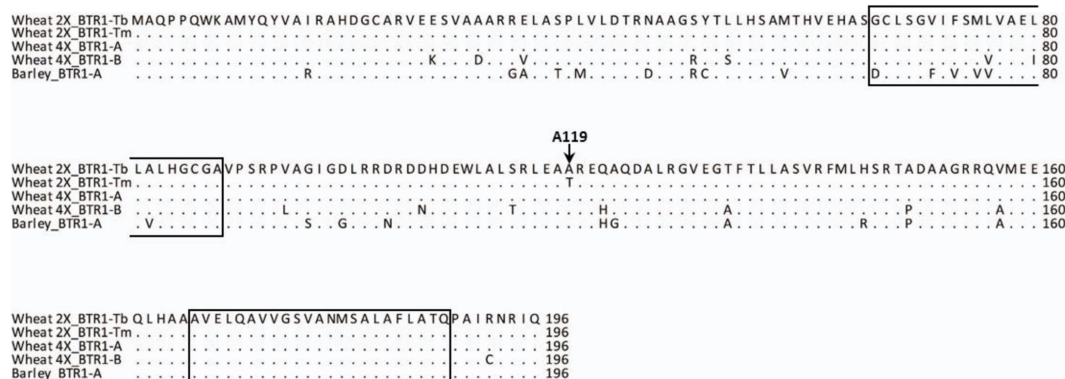 Wheat 2X_BTR1-Tb MAQPPQWKAMYQYVAIRAHDGCARVEESVAAARRELASPLVLDTRNAAGSYTLLHSAMTHVEHASGCLSGVIFSMLVAEL 80
Wheat 2X_BTR1-Tm ................................................................................ 80
Wheat 4X_BTR1-A ................................................................................ 80
Wheat 4X_BTR1-B ..........................K...D...V..............R..S......................V...I 80
Barley_BTR1-A ...............R.................GA..T.M.....D...RC......V.......D....F.V.VV.... 80
A119
Wheat 2X_BTR1-Tb LALHGCGAVPSRPVAGIGDLRRDRDDHDEWLALSRLEAAREQAQDALRGVEGTFTLLASVRFMLHSRTADAAGRRQVMEE 160
Wheat 2X_BTR1-Tm ......................................T......................................... 160
Wheat 4X_BTR1-A ................................................................................ 160
Wheat 4X_BTR1-B .............L...........N.......T.......H..........A...............P.......A... 160
Barley_BTR1-A .V.............S..G...N..................HG.........A...........R...P.......A... 160
Wheat 2X_BTR1-Tb QLHAAAVELQAVVGSVANMSALAFLATQPAIRNRIQ 196
Wheat 2X_BTR1-Tm .................................... 196
Wheat 4X_BTR1-A .................................... 196
Wheat 4X_BTR1-B ...............................C.... 196
Barley_BTR1-A .................................... 196